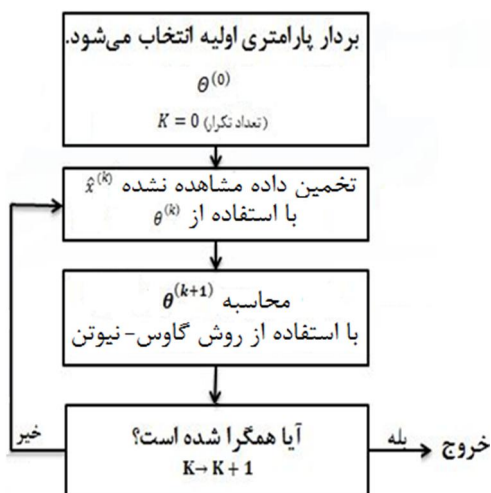 بردار پارامتری اولیه انتخاب می‌شود.
Θ^(0)
K = 0 (تعداد تکرار)
تخمین داده مشاهده نشده x̂^(k)
با استفاده از θ^(k)
محاسبه θ^(k+1)
با استفاده از روش گاوس-نیوتن
آیا همگرا شده است؟
K→ K + 1
بله
خروج
خیر